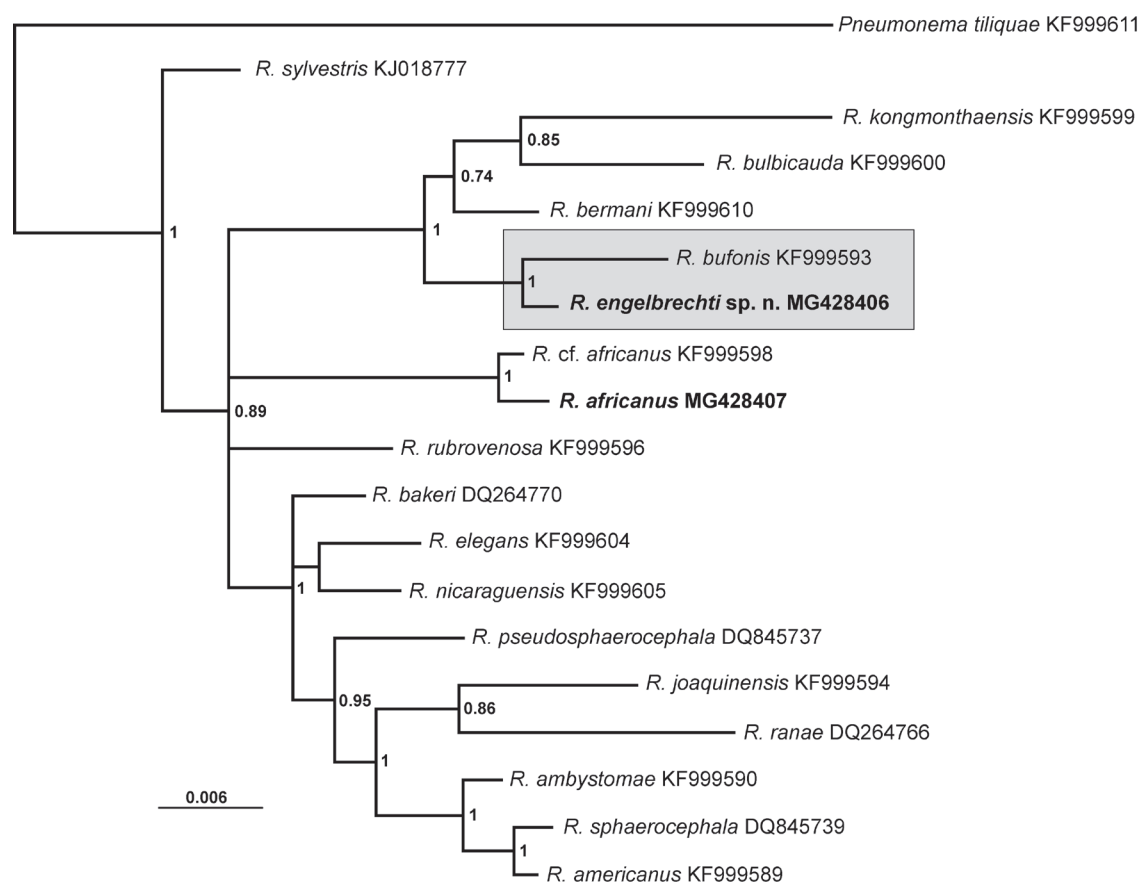 Pneumonema tiliquae KF999611
R. sylvestris KJ018777
R. kongmonthaensis KF999599
0.85
R. bulbicauda KF999600
0.74
R. bermani KF999610
1
1
R. bufonis KF999593
1
R. engelbrechti sp. n. MG428406
R. cf. africanus KF999598
1
R. africanus MG428407
0.89
R. rubrovenosa KF999596
R. bakeri DQ264770
R. elegans KF999604
1
R. nicaraguensis KF999605
R. pseudosphaerocephala DQ845737
R. joaquinensis KF999594
0.95
0.86
R. ranae DQ264766
1
R. ambystomae KF999590
0.006
1
R. sphaerocephala DQ845739
1
R. americanus KF999589